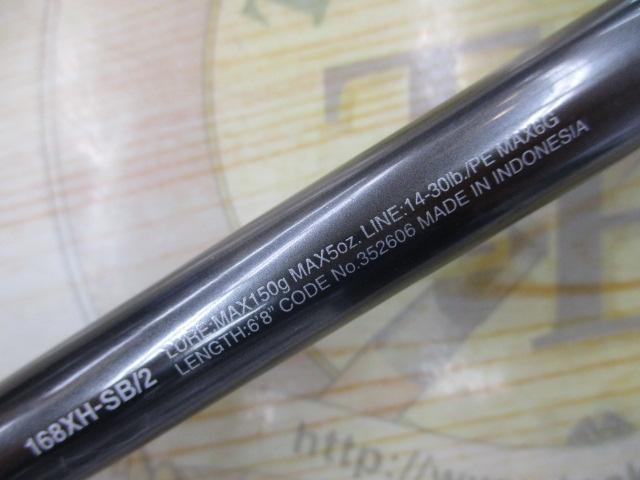 168XH-SB/2
LURE:MAX150g MAX5oz. LINE:14-30lb./PE MAX6G
LENGTH:6'8" CODE No.352606 MADE IN INDONESIA